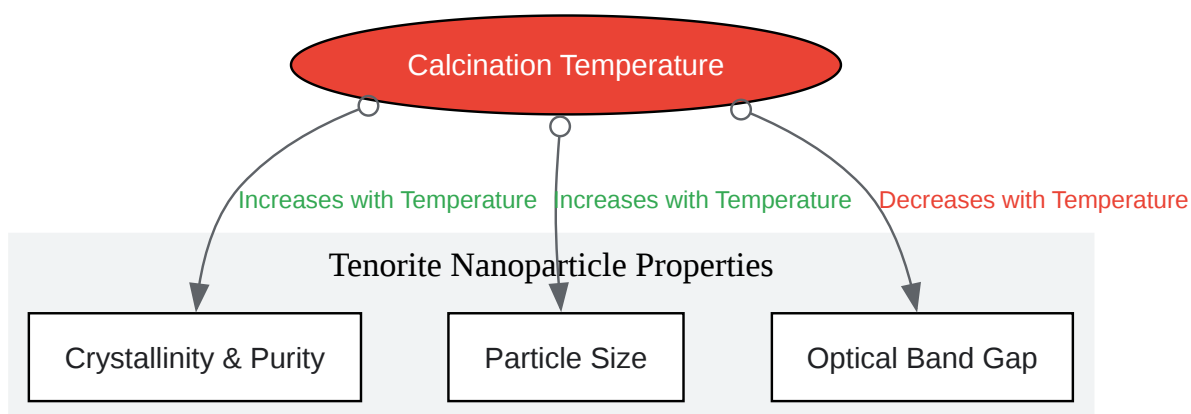 Calcination Temperature
Increases with Temperature
Increases with Temperature
Decreases with Temperature
Tenorite Nanoparticle Properties
Crystallinity & Purity
Particle Size
Optical Band Gap